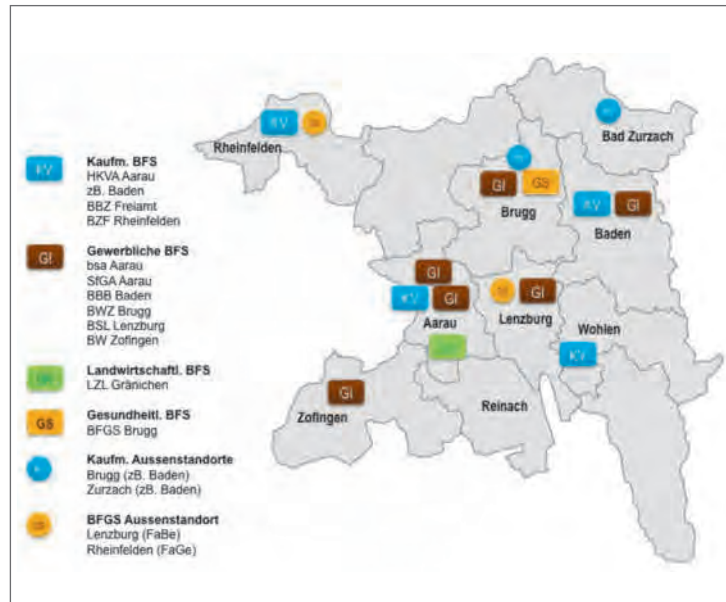 KV
Kaufm. BFS
HKVA Aarau
zB. Baden
BBZ Freiamt
BZF Rheinfelden
GI
Gewerbliche BFS
bsa Aarau
SfGA Aarau
BBB Baden
BWZ Brugg
BSL Lenzburg
BW Zofingen
Landwirtschaftl. BFS
LZL Gränichen
GS
Gesundheitl. BFS
BFGS Brugg
Kaufm. Aussenstandorte
Brugg (zB. Baden)
Zurzach (zB. Baden)
BFGS Aussenstandort
Lenzburg (FaBe)
Rheinfelden (FaGe)
KV
Rheinfelden
Bad Zurzach
GI GS
Brugg
KV GI
Baden
GI
KV GI
Aarau
GI
Lenzburg
Wohlen
KV
GI
Zofingen
Reinach